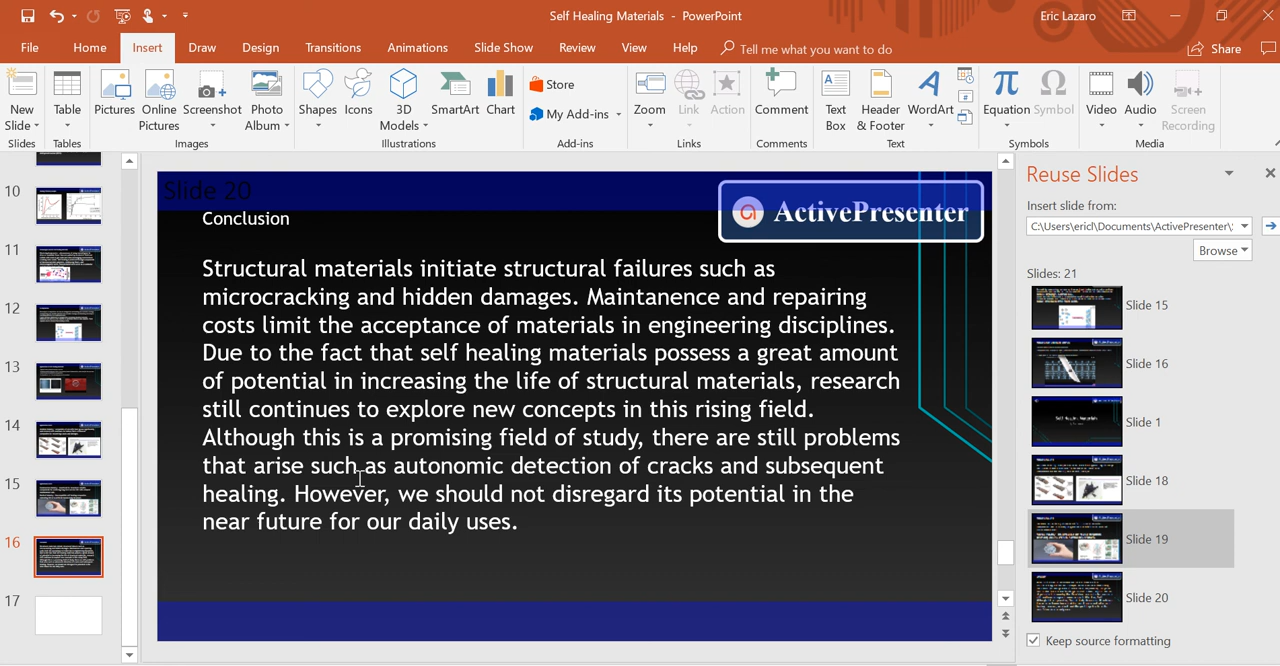 Self Healing Materials - PowerPoint
Eric Lazaro
File Home Insert Draw Design Transitions Animations Slide Show Review View Help Tell me what you want to do Share
New Slide
Table
Pictures
Online Pictures
Screenshot
Photo Album
Shapes
Icons
3D Models
SmartArt
Chart
Store
My Add-ins
Zoom
Link
Action
Comment
Text Box
Header & Footer
WordArt
Equation
Symbol
Video
Audio
Screen Recording
Slides Tables Images Illustrations Add-ins Links Comments Text Symbols Media
10
11
12
13
14
15
16
17
Slide 20
ActivePresenter
Conclusion
Structural materials initiate structural failures such as
microcracking and hidden damages. Maintanence and repairing
costs limit the acceptance of materials in engineering disciplines.
Due to the fact that self healing materials possess a great amount
of potential in increasing the life of structural materials, research
still continues to explore new concepts in this rising field.
Although this is a promising field of study, there are still problems
that arise such as autonomic detection of cracks and subsequent
healing. However, we should not disregard its potential in the
near future for our daily uses.
Reuse Slides
Insert slide from:
C:\Users\ericl\Documents\ActivePresenter\
Browse
Slides: 21
Slide 15
Slide 16
Slide 1
Slide 18
Slide 19
Slide 20
Keep source formatting